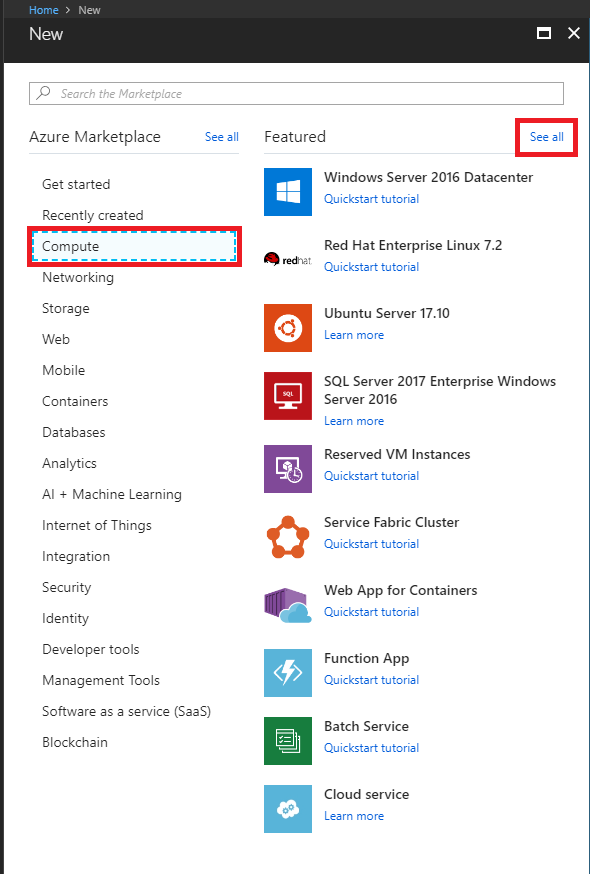 Home > New
New
Search the Marketplace
Azure Marketplace
See all
Get started
Recently created
Compute
Networking
Storage
Web
Mobile
Containers
Databases
Analytics
AI + Machine Learning
Internet of Things
Integration
Security
Identity
Developer tools
Management Tools
Software as a service (SaaS)
Blockchain
Featured
See all
Windows Server 2016 Datacenter
Quickstart tutorial
redhat
Red Hat Enterprise Linux 7.2
Quickstart tutorial
Ubuntu Server 17.10
Learn more
SQL
SQL Server 2017 Enterprise Windows
Server 2016
Learn more
Reserved VM Instances
Quickstart tutorial
Service Fabric Cluster
Quickstart tutorial
Web App for Containers
Quickstart tutorial
Function App
Quickstart tutorial
Batch Service
Quickstart tutorial
Cloud service
Learn more